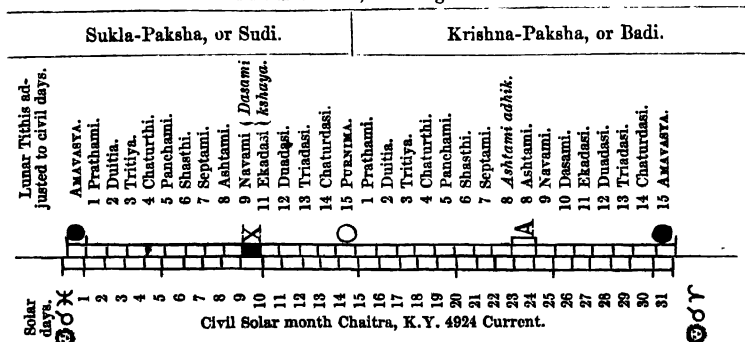 Sukla-Paksha, or Sudi.
Krishna-Paksha, or Badi.
Lunar Tithis ad-
justed to civil days.
AMAVASYA.
1 Prathami.
2 Duitia.
3 Tritiya.
4 Chaturthi.
5 Panchami.
6 Shasthi.
7 Septami.
8 Ashtami.
9 Navami { Dasami
11 Ekadasi { kshaya.
12 Duadasi.
13 Triadasi.
14 Chaturdasi.
15 PURNIMA.
1 Prathami.
2 Duitia.
3 Tritiya.
4 Chaturthi.
5 Panchami.
6 Shasthi.
7 Septami.
8 Ashtami adhik.
8 Ashtami.
9 Navami.
10 Dasami.
11 Ekadasi.
12 Duadasi.
13 Triadasi.
14 Chaturdasi.
15 AMAVASYA.
X
A
Solar
days.
♂ ♓
1 2 3 4 5 6 7 8 9 10 11 12 13 14 15 16 17 18 19 20 21 22 23 24 25 26 27 28 29 30 31
♂ ♈
Civil Solar month Chaitra, K.Y. 4924 Current.